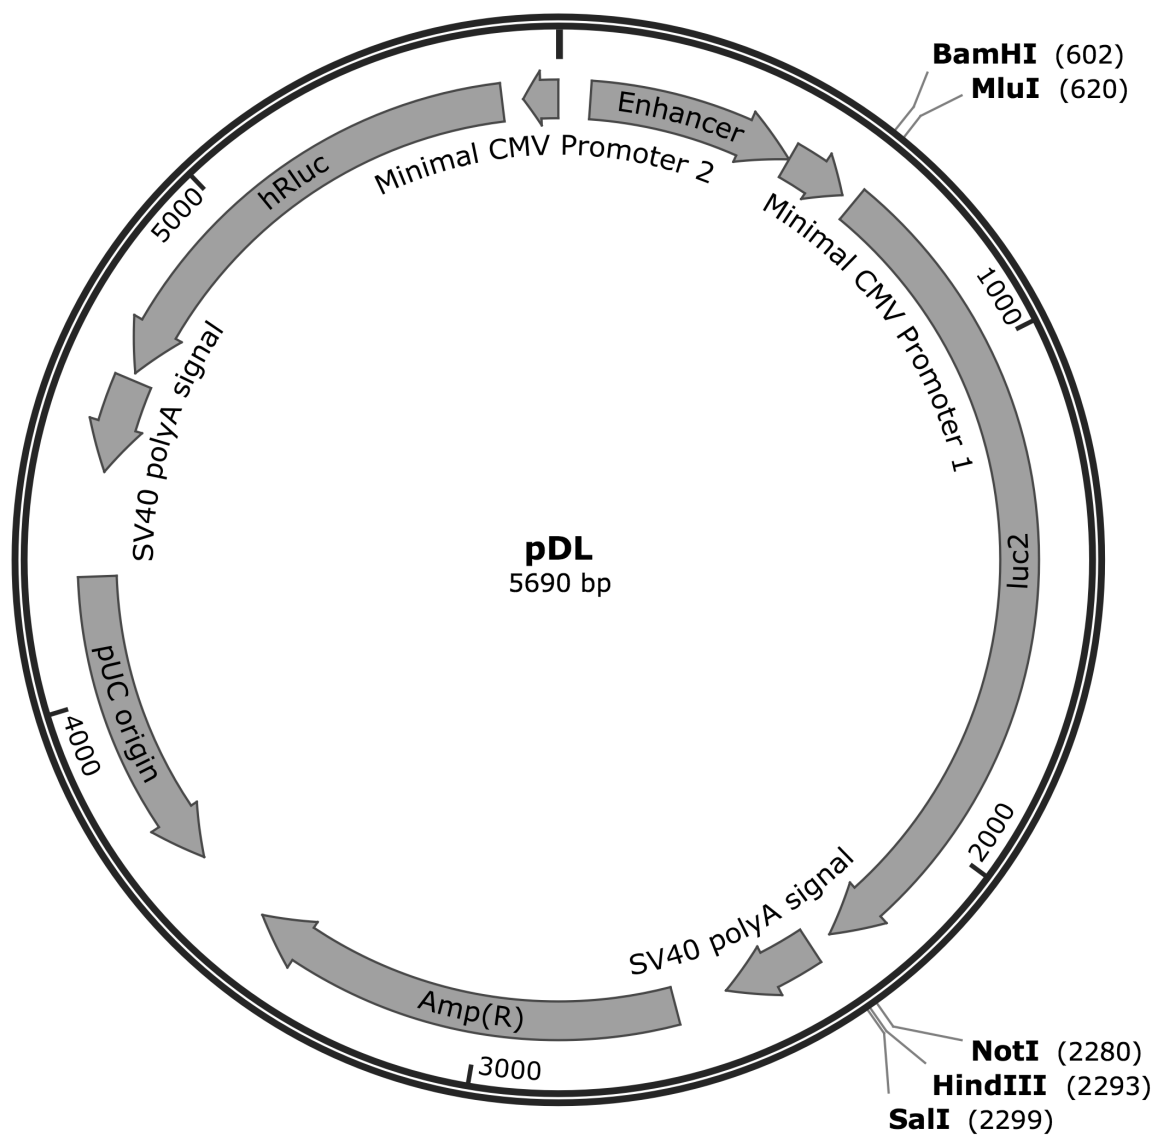 BamHI (602)
MluI (620)
Enhancer
Minimal CMV Promoter 2
hRluc
5000
Minimal CMV Promoter 1
1000
SV40 polyA signal
pDL
5690 bp
luc2
pUC origin
4000
2000
SV40 polyA signal
Amp(R)
3000
NotI (2280)
HindIII (2293)
SalI (2299)